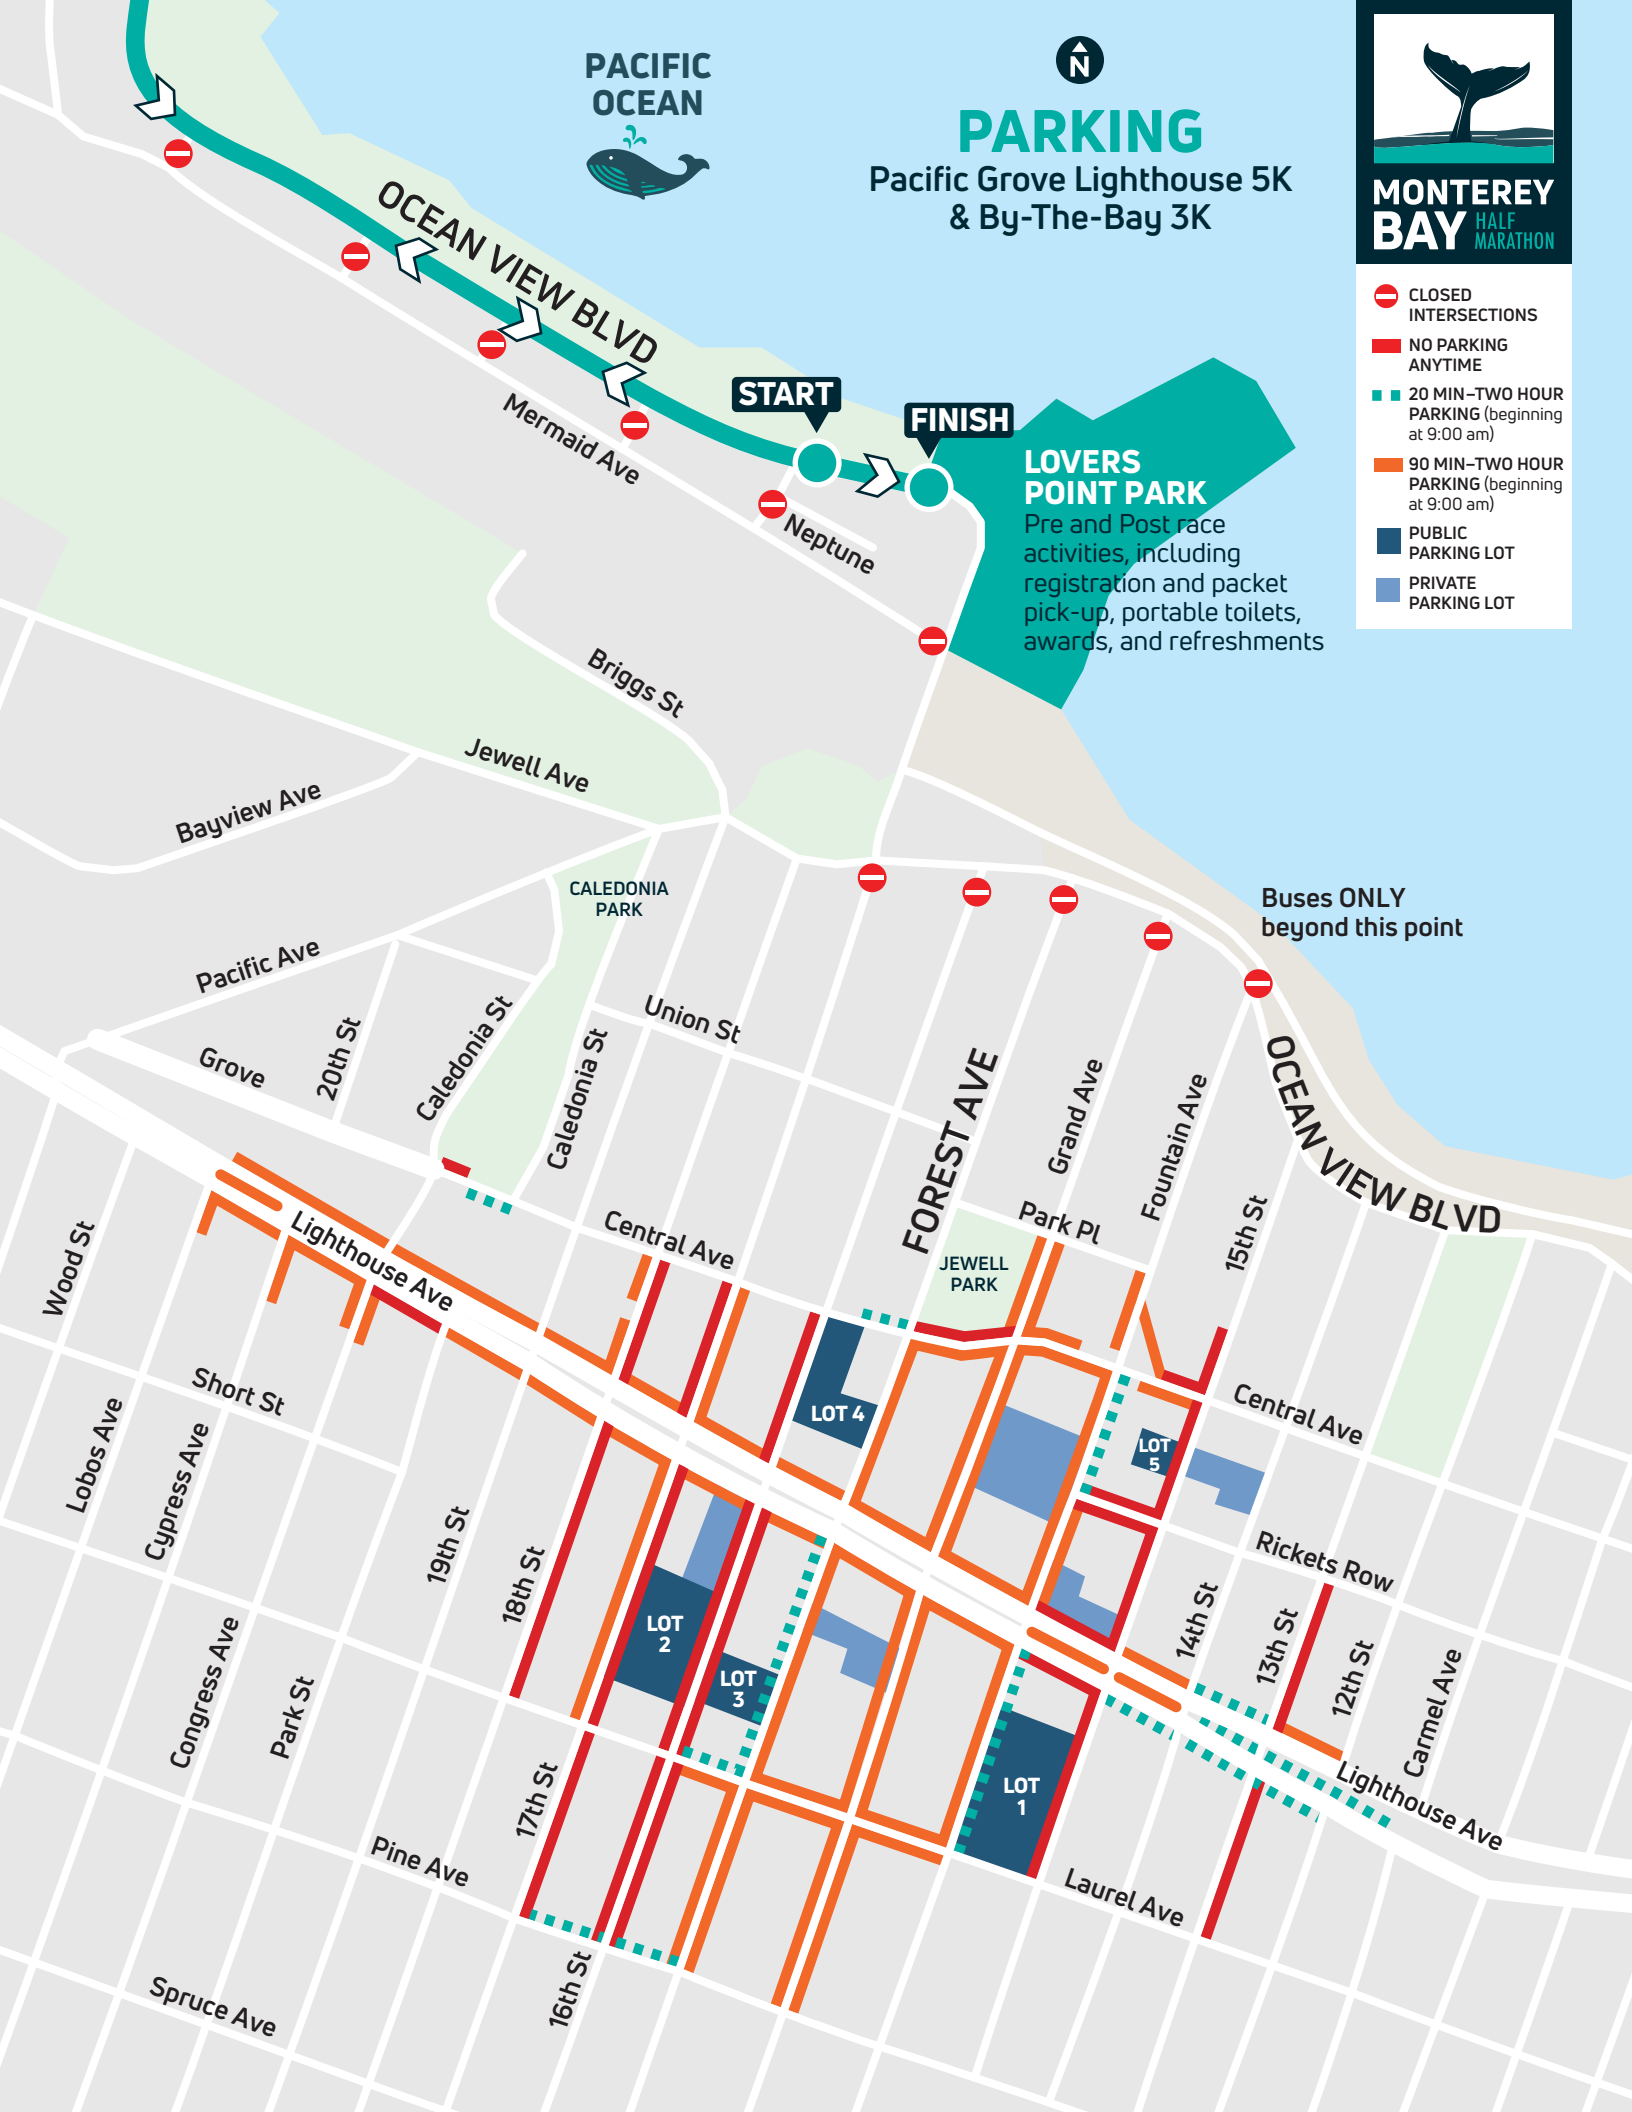 PACIFIC
OCEAN
N
PARKING
Pacific Grove Lighthouse 5K
& By-The-Bay 3K
MONTEREY
BAY HALF
MARATHON
CLOSED
INTERSECTIONS
NO PARKING
ANYTIME
20 MIN–TWO HOUR
PARKING (beginning
at 9:00 am)
90 MIN–TWO HOUR
PARKING (beginning
at 9:00 am)
PUBLIC
PARKING LOT
PRIVATE
PARKING LOT
OCEAN VIEW BLVD
START
FINISH
Mermaid Ave
Neptune
LOVERS
POINT PARK
Pre and Post race
activities, including
registration and packet
pick-up, portable toilets,
awards, and refreshments
Briggs St
Jewell Ave
Bayview Ave
CALEDONIA
PARK
Buses ONLY
beyond this point
Pacific Ave
Grove
20th St
Caledonia St
Caledonia St
Union St
FOREST AVE
Grand Ave
Fountain Ave
OCEAN VIEW BLVD
15th St
Park Pl
JEWELL
PARK
Central Ave
Lighthouse Ave
Wood St
Short St
Lobos Ave
Cypress Ave
LOT 4
LOT
5
Central Ave
19th St
18th St
Rickets Row
LOT
2
LOT
3
14th St
13th St
12th St
Carmel Ave
Congress Ave
Park St
17th St
LOT
1
Lighthouse Ave
Pine Ave
Laurel Ave
16th St
Spruce Ave